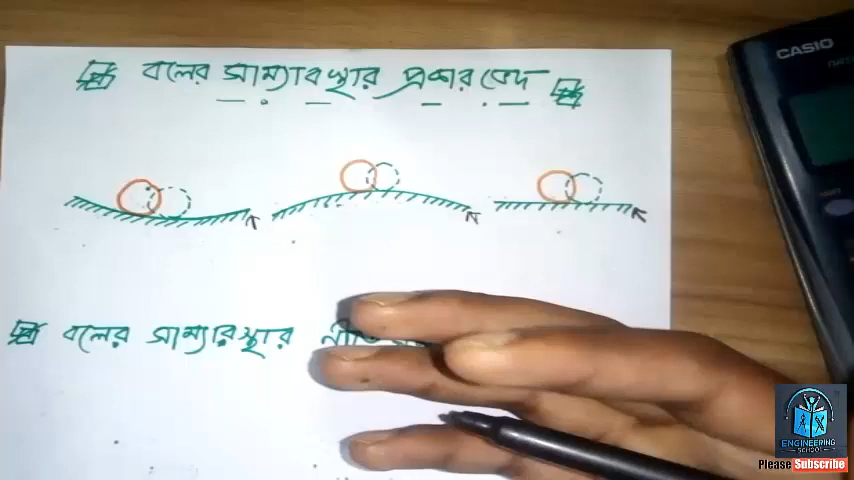 বলের সাম্যাবস্থার প্রকারভেদ
বলের সাম্যাবস্থার
CASIO
ENGINEERING
SCHOOL
Please Subscribe